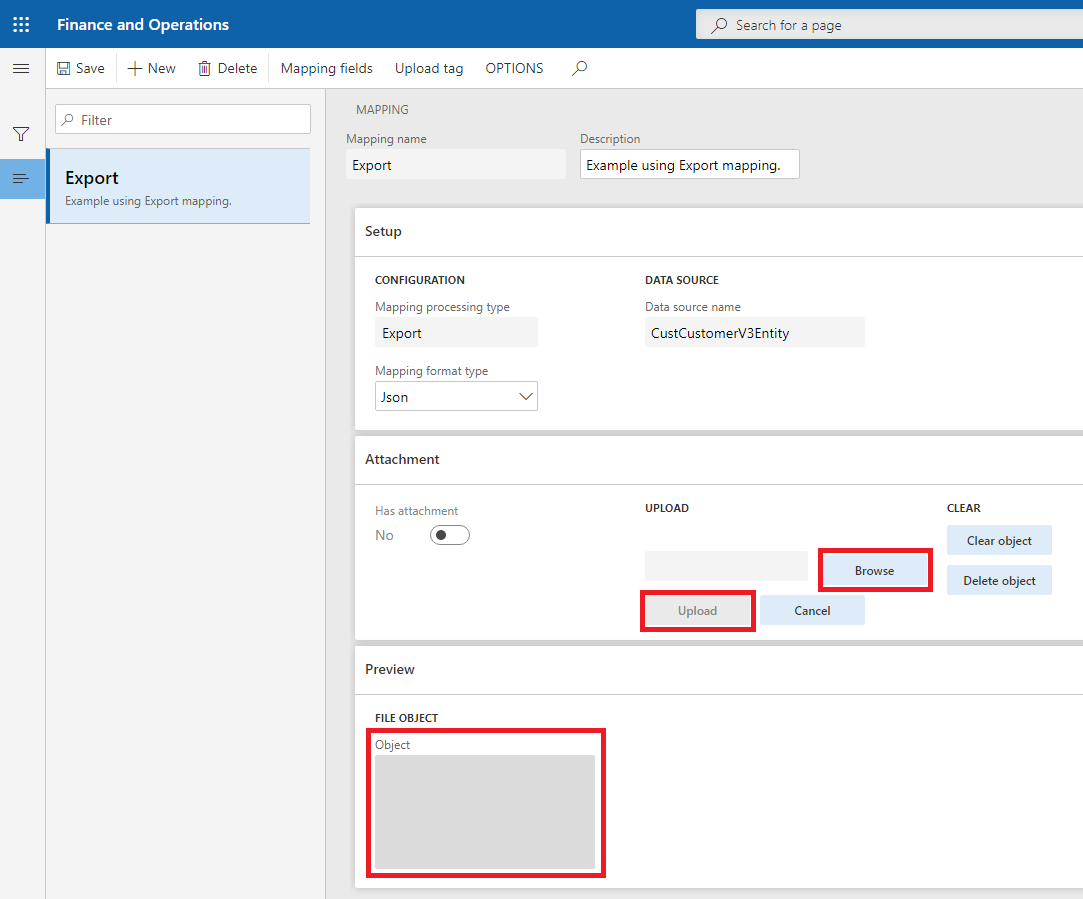 Finance and Operations
Search for a page
Save
New
Delete
Mapping fields
Upload tag
OPTIONS
Filter
Export
Example using Export mapping.
MAPPING
Mapping name
Description
Export
Example using Export mapping.
Setup
CONFIGURATION
DATA SOURCE
Mapping processing type
Data source name
Export
CustCustomerV3Entity
Mapping format type
Json
Attachment
Has attachment
No
UPLOAD
Browse
Upload
Cancel
CLEAR
Clear object
Delete object
Preview
FILE OBJECT
Object